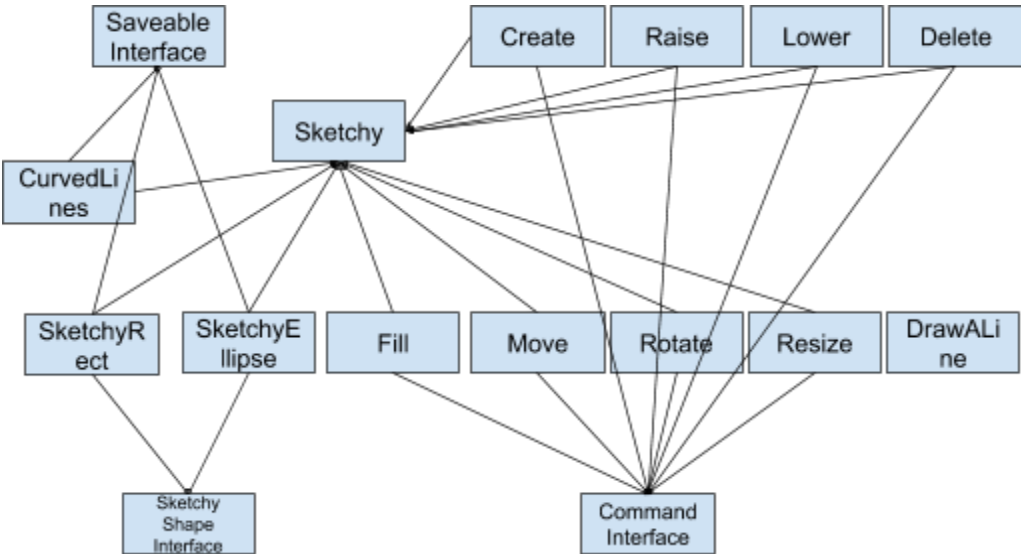 Saveable
Interface
Create
Raise
Lower
Delete
Sketchy
CurvedLi
nes
SketchyR
ect
SketchyE
llipse
Fill
Move
Rotate
Resize
DrawALi
ne
Sketchy
Shape
Interface
Command
Interface